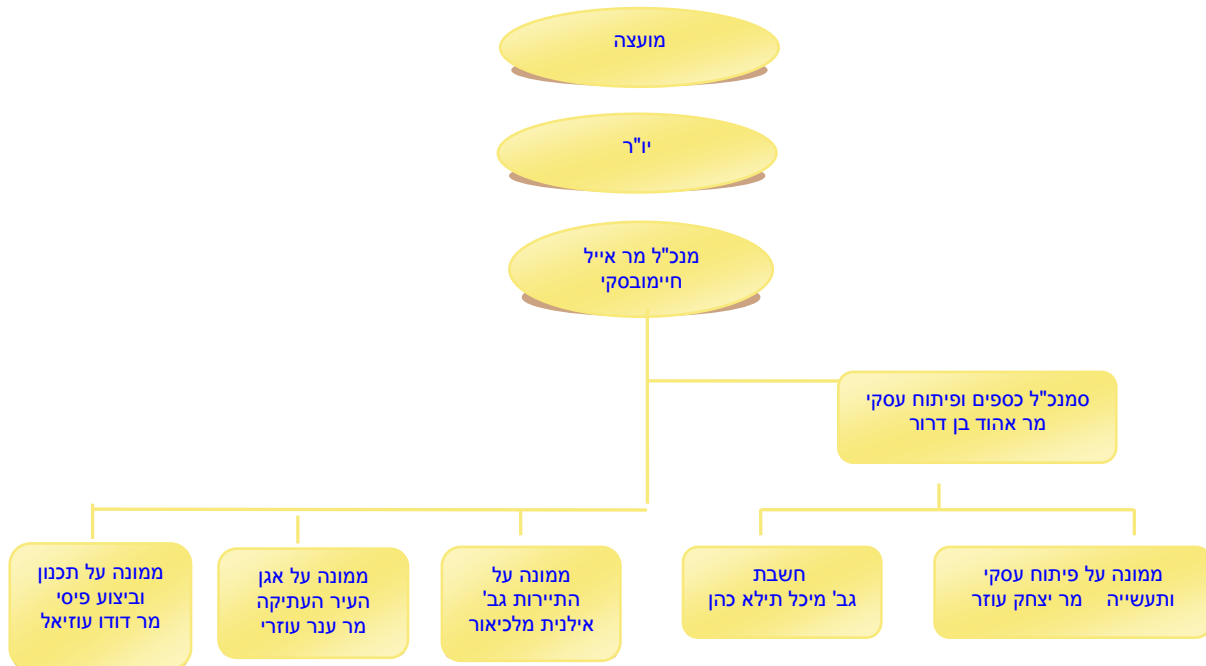 מועצה
יו"ר
מנכ"ל מר אייל
חיימובסקי
סמנכ"ל כספים ופיתוח עסקי
מר אהוד בן דרור
ממונה על פיתוח עסקי
ותעשייה מר יצחק עוזר
חשבת
גב' מיכל תילא כהן
ממונה על
התיירות גב'
אילנית מלכיאור
ממונה על אגן
העיר העתיקה
מר ענר עוזרי
ממונה על תכנון
וביצוע פיסי
מר דודו עוזיאל